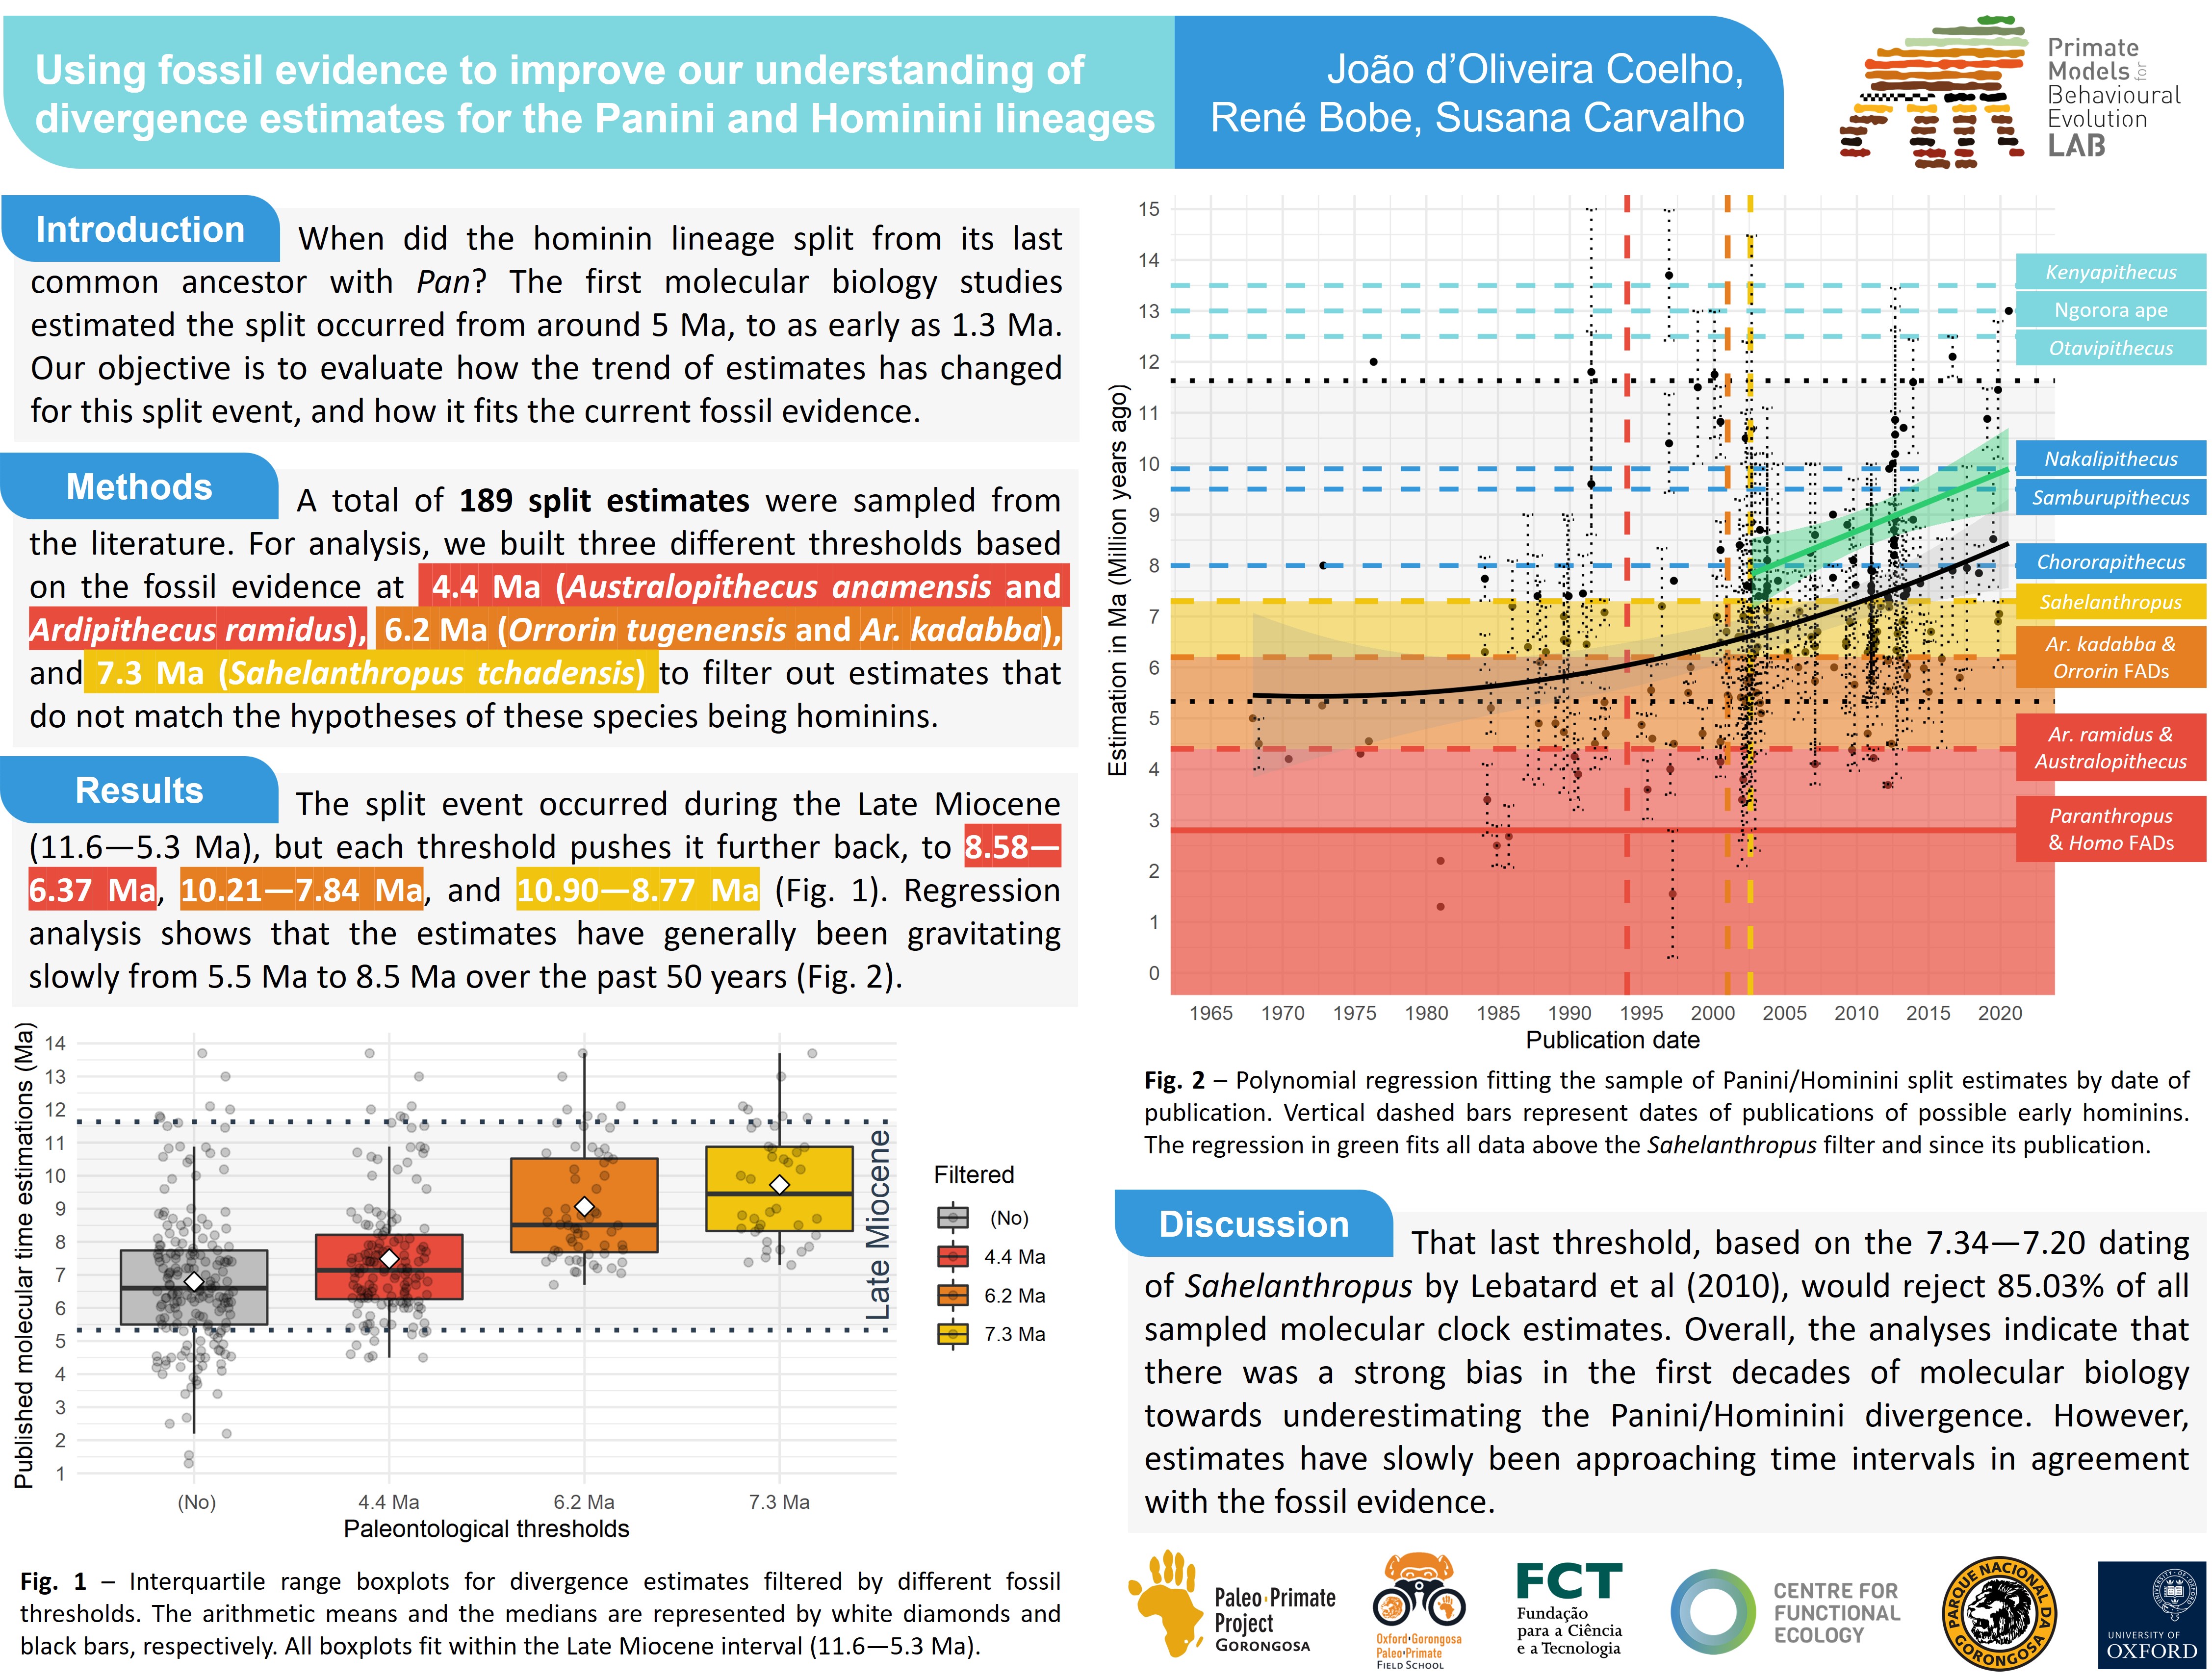 Using fossil evidence to improve our understanding of
divergence estimates for the Panini and Hominini lineages
João d’Oliveira Coelho,
René Bobe, Susana Carvalho
Primate
Models for
Behavioural
Evolution
LAB
Introduction
When did the hominin lineage split from its last
common ancestor with Pan? The first molecular biology studies
estimated the split occurred from around 5 Ma, to as early as 1.3 Ma.
Our objective is to evaluate how the trend of estimates has changed
for this split event, and how it fits the current fossil evidence.
Methods
A total of 189 split estimates were sampled from
the literature. For analysis, we built three different thresholds based
on the fossil evidence at 4.4 Ma (Australopithecus anamensis and
Ardipithecus ramidus), 6.2 Ma (Orrorin tugenensis and Ar. kadabba),
and 7.3 Ma (Sahelanthropus tchadensis) to filter out estimates that
do not match the hypotheses of these species being hominins.
Results
The split event occurred during the Late Miocene
(11.6—5.3 Ma), but each threshold pushes it further back, to 8.58—
6.37 Ma, 10.21—7.84 Ma, and 10.90—8.77 Ma (Fig. 1). Regression
analysis shows that the estimates have generally been gravitating
slowly from 5.5 Ma to 8.5 Ma over the past 50 years (Fig. 2).
Published molecular time estimations (Ma)
14
13
12
11
10
9
8
7
6
5
4
3
2
1
Late Miocene
(No) 4.4 Ma 6.2 Ma 7.3 Ma
Paleontological thresholds
Filtered
(No)
4.4 Ma
6.2 Ma
7.3 Ma
Fig. 1 – Interquartile range boxplots for divergence estimates filtered by different fossil
thresholds. The arithmetic means and the medians are represented by white diamonds and
black bars, respectively. All boxplots fit within the Late Miocene interval (11.6—5.3 Ma).
Estimation in Ma (Million years ago)
15
14
13
12
11
10
9
8
7
6
5
4
3
2
1
0
Kenyapithecus
Ngorora ape
Otavipithecus
Nakalipithecus
Samburupithecus
Chororapithecus
Sahelanthropus
Ar. kadabba &
Orrorin FADs
Ar. ramidus &
Australopithecus
Paranthropus
& Homo FADs
1965 1970 1975 1980 1985 1990 1995 2000 2005 2010 2015 2020
Publication date
Fig. 2 – Polynomial regression fitting the sample of Panini/Hominini split estimates by date of
publication. Vertical dashed bars represent dates of publications of possible early hominins.
The regression in green fits all data above the Sahelanthropus filter and since its publication.
Discussion
That last threshold, based on the 7.34—7.20 dating
of Sahelanthropus by Lebatard et al (2010), would reject 85.03% of all
sampled molecular clock estimates. Overall, the analyses indicate that
there was a strong bias in the first decades of molecular biology
towards underestimating the Panini/Hominini divergence. However,
estimates have slowly been approaching time intervals in agreement
with the fossil evidence.
Paleo·Primate
Project
GORONGOSA
Oxford·Gorongosa
Paleo·Primate
FIELD SCHOOL
FCT
Fundação
para a Ciência
e a Tecnologia
CENTRE FOR
FUNCTIONAL
ECOLOGY
PARQUE NACIONAL DA
GORONGOSA
UNIVERSITY OF
OXFORD